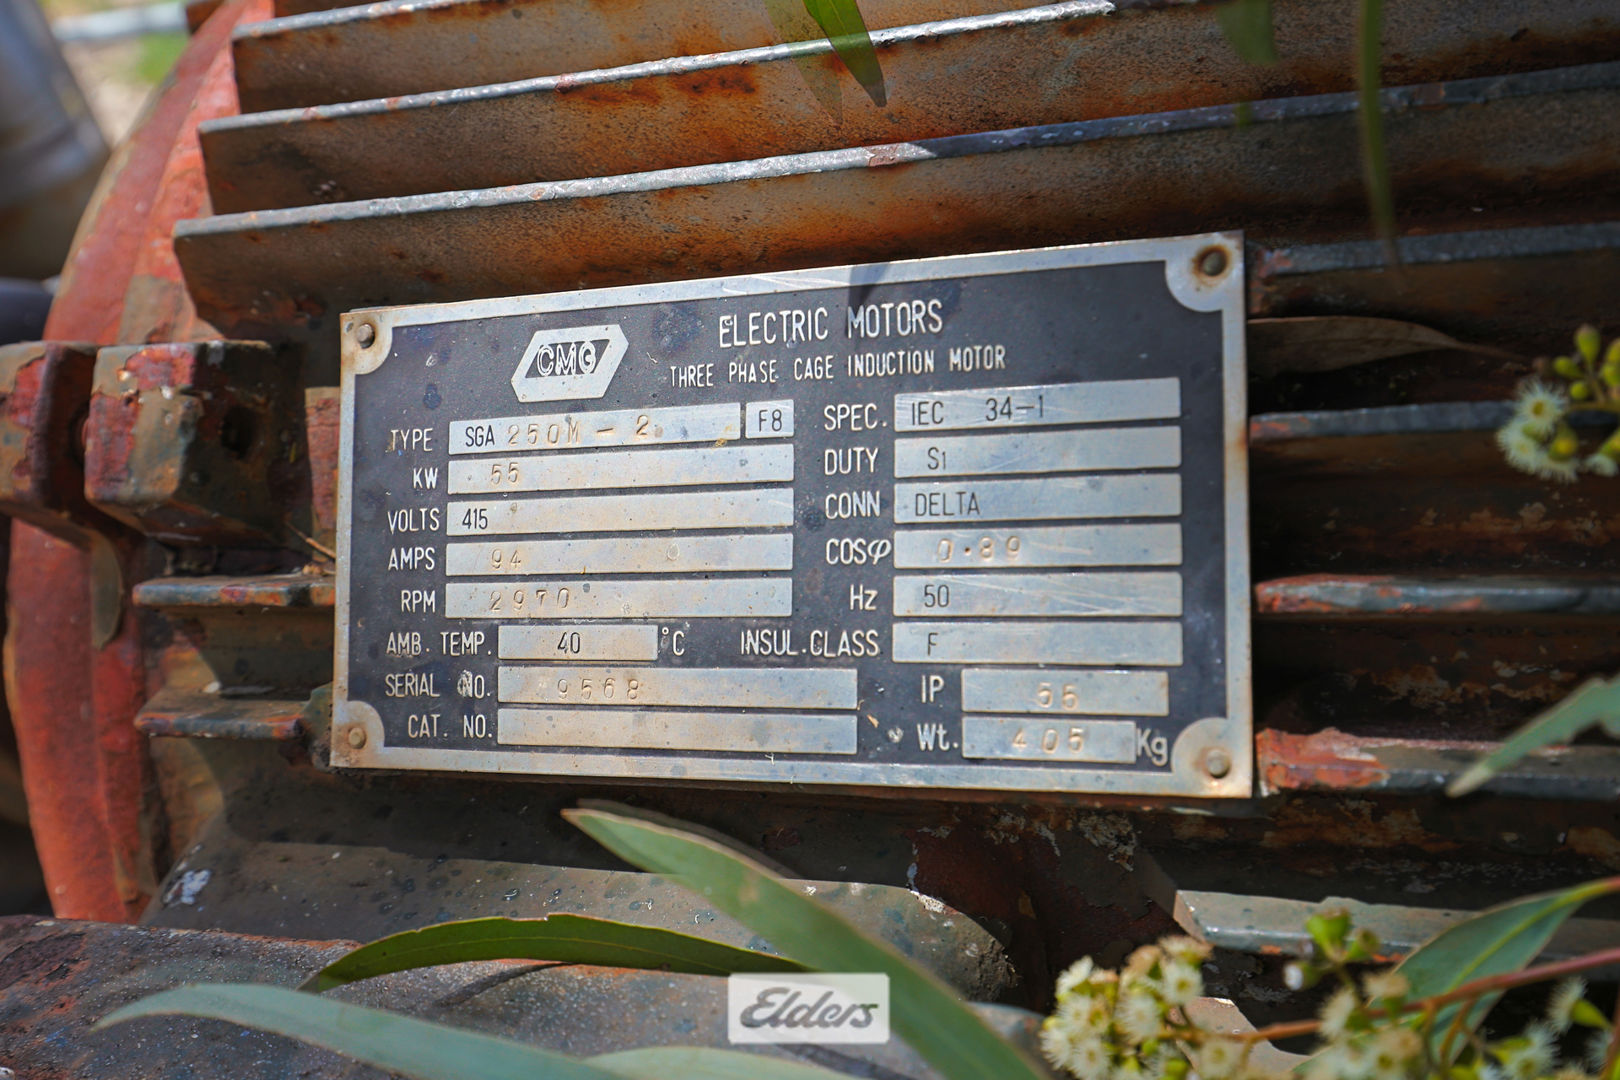 CMG
ELECTRIC MOTORS
THREE PHASE CAGE INDUCTION MOTOR
TYPE SGA 250M - 2 F8
SPEC. IEC 34-1
KW 55
DUTY S1
VOLTS 415
CONN DELTA
AMPS 94
COSφ 0.89
RPM 2970
Hz 50
AMB. TEMP. 40 °C
INSUL.CLASS F
SERIAL NO. 9568
IP 55
CAT. NO.
Wt. 405 Kg
Elders